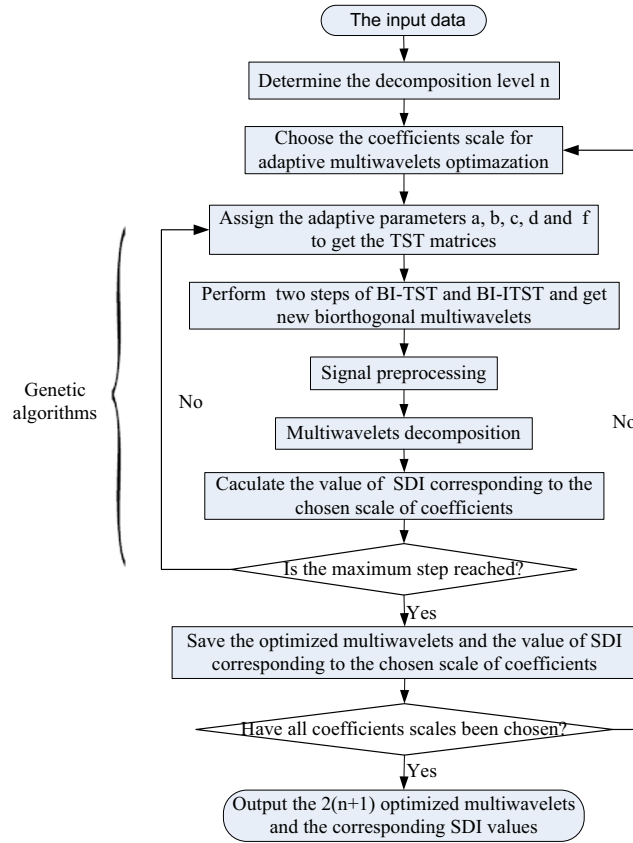 The input data
Determine the decomposition level n
Choose the coefficients scale for
adaptive multiwavelets optimazation
Assign the adaptive parameters a, b, c, d and f
to get the TST matrices
Perform two steps of BI-TST and BI-ITST and get
new biorthogonal multiwavelets
Signal preprocessing
Genetic
algorithms
No
No
Multiwavelets decomposition
Caculate the value of SDI corresponding to the
chosen scale of coefficients
Is the maximum step reached?
Yes
Save the optimized multiwavelets and the value of SDI
corresponding to the chosen scale of coefficients
Have all coefficients scales been chosen?
Yes
Output the 2(n+1) optimized multiwavelets
and the corresponding SDI values